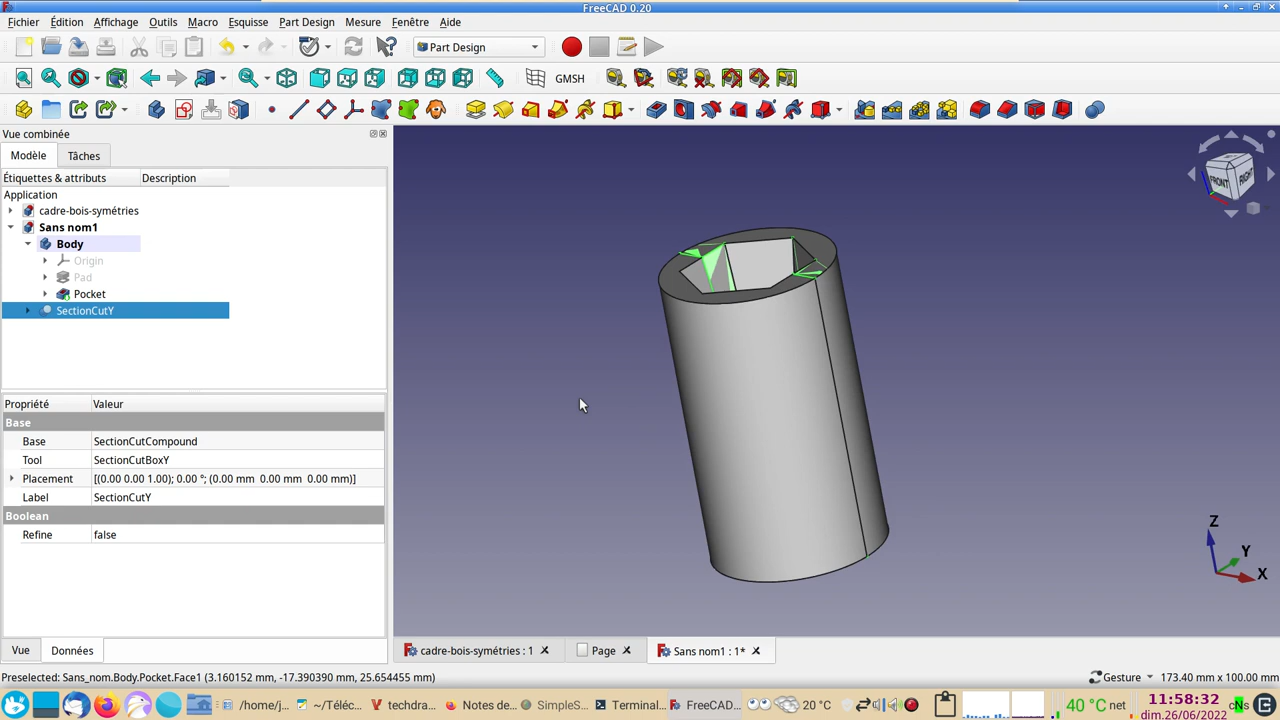 FreeCAD 0.20
Fichier Édition Affichage Outils Macro Esquisse Part Design Mesure Fenêtre Aide
Part Design
GMSH
Vue combinée
Modèle Tâches
Étiquettes & attributs Description
Application
cadre-bois-symétries
Sans nom1
Body
Origin
Pad
Pocket
SectionCutY
Propriété Valeur
Base
Base SectionCutCompound
Tool SectionCutBoxY
Placement [(0.00 0.00 1.00); 0.00 °; (0.00 mm 0.00 mm 0.00 mm)]
Label SectionCutY
Boolean
Refine false
FRONT RIGHT
Z
Y
X
Vue Données
cadre-bois-symétries : 1 Page Sans nom1 : 1*
Preselected: Sans_nom.Body.Pocket.Face1 (3.160152 mm, -17.390390 mm, 25.654455 mm)
Gesture 173.40 mm x 100.00 mm
/home/j... ~/Téléc... techdra... Notes de... SimpleS... Termin... FreeC... 20 °C 40 °C net 11:58:32
dim.26/06/2022